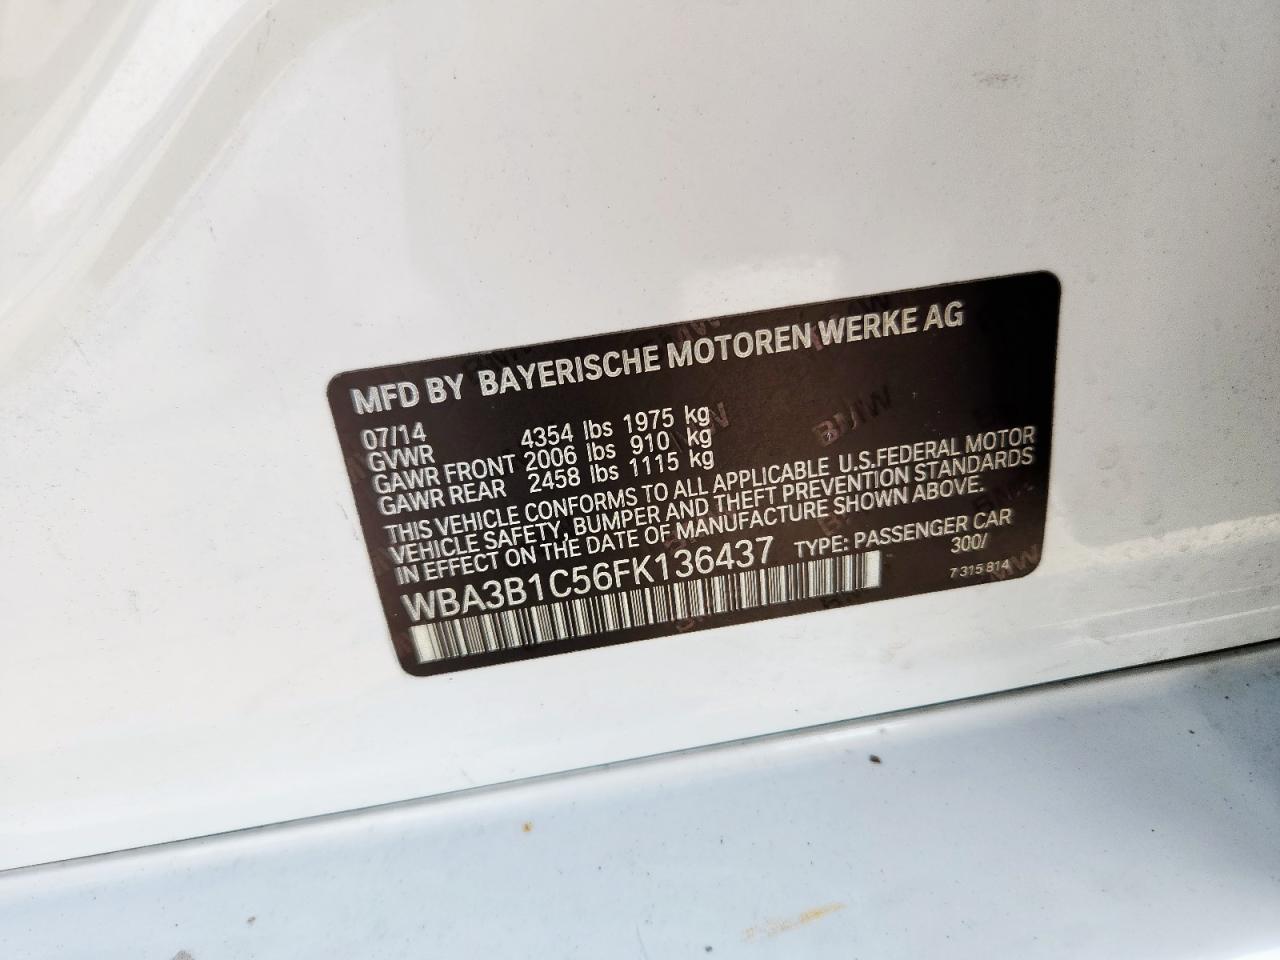 MFD BY BAYERISCHE MOTOREN WERKE AG
07/14
GVWR 4354 lbs 1975 kg
GAWR FRONT 2006 lbs 910 kg
GAWR REAR 2458 lbs 1115 kg
THIS VEHICLE CONFORMS TO ALL APPLICABLE U.S.FEDERAL MOTOR
VEHICLE SAFETY, BUMPER AND THEFT PREVENTION STANDARDS
IN EFFECT ON THE DATE OF MANUFACTURE SHOWN ABOVE.
WBA3B1C56FK136437 TYPE: PASSENGER CAR
300/
7 315 814